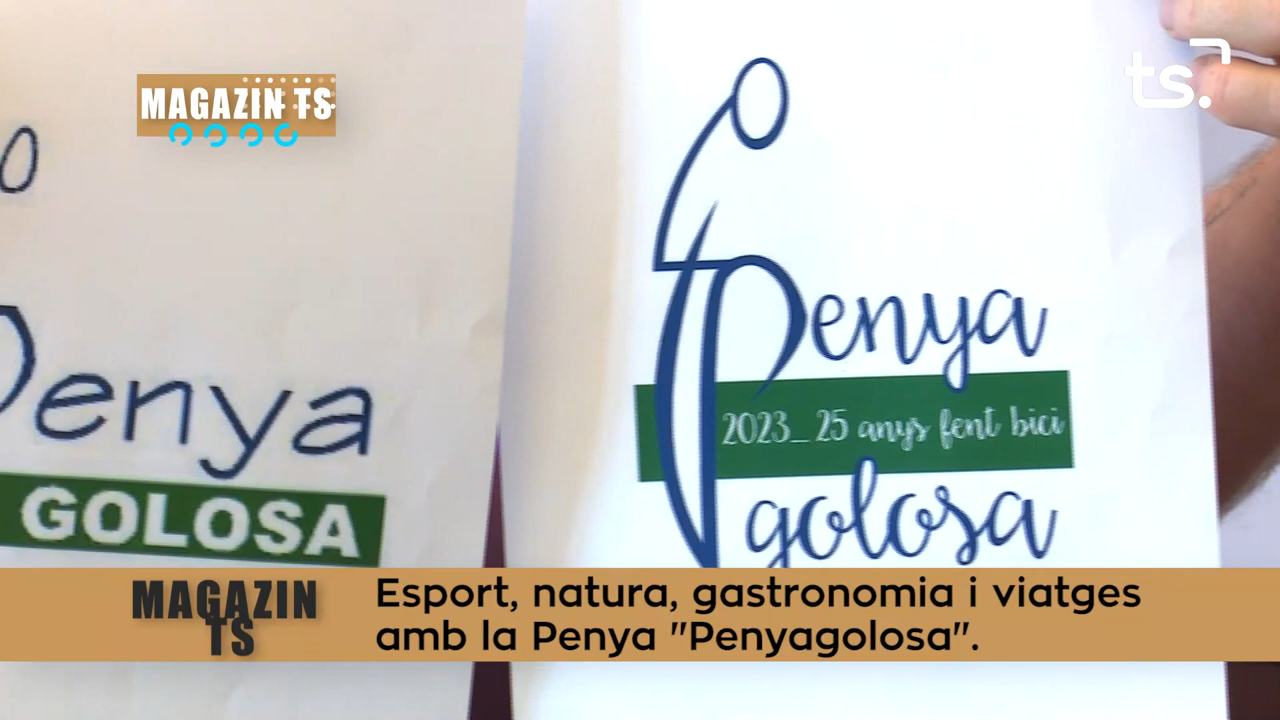 MAGAZIN TS
ts.
Penya
GOLOSA
Penya
2023_ 25 anys fent bici
golosa
MAGAZIN
TS
Esport, natura, gastronomia i viatges
amb la Penya "Penyagolosa".